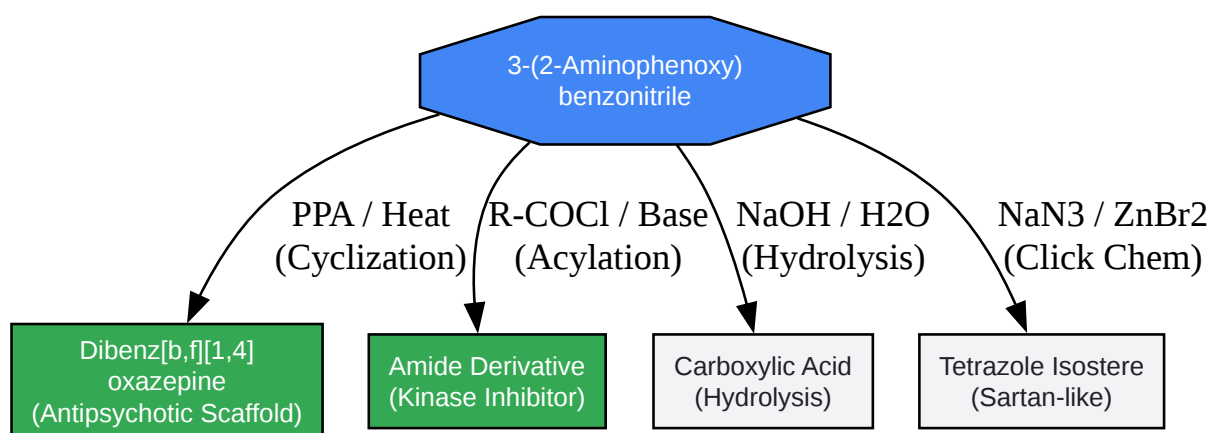 3-(2-Aminophenoxy)
benzonitrile
PPA / Heat
(Cyclization)
R-COCl / Base
(Acylation)
NaOH / H2O
(Hydrolysis)
NaN3 / ZnBr2
(Click Chem)
Dibenz[b,f][1,4]
oxazepine
(Antipsychotic Scaffold)
Amide Derivative
(Kinase Inhibitor)
Carboxylic Acid
(Hydrolysis)
Tetrazole Isostere
(Sartan-like)